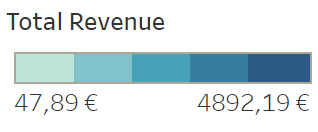 Total Revenue
47,89 € 4892,19 €